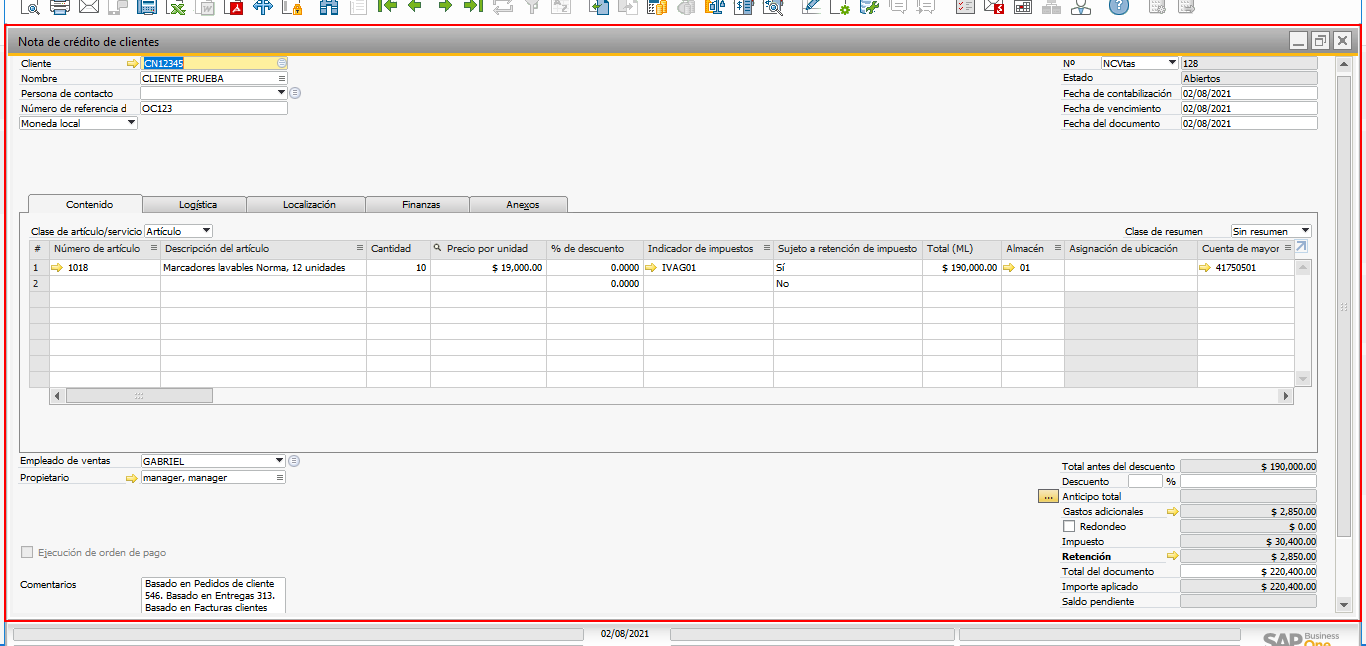 Nota de crédito de clientes
Cliente CN12345 Nº NCVtas 128
Nombre CLIENTE PRUEBA Estado Abiertos
Persona de contacto Fecha de contabilización 02/08/2021
Número de referencia d OC123 Fecha de vencimiento 02/08/2021
Moneda local Fecha del documento 02/08/2021
Contenido Logística Localización Finanzas Anexos
Clase de artículo/servicio Artículo Clase de resumen Sin resumen
# Número de artículo Descripción del artículo Cantidad Precio por unidad % de descuento Indicador de impuestos Sujeto a retención de impuesto Total (ML) Almacén Asignación de ubicación Cuenta de mayor
1 1018 Marcadores lavables Norma, 12 unidades 10 $ 19,000.00 0.0000 IVAG01 Sí $ 190,000.00 01 41750501
2 0.0000 No
Empleado de ventas GABRIEL
Propietario manager, manager
Total antes del descuento $ 190,000.00
Descuento %
... Anticipo total
Gastos adicionales $ 2,850.00
Redondeo $ 0.00
Impuesto $ 30,400.00
Ejecución de orden de pago
Retención $ 2,850.00
Total del documento $ 220,400.00
Importe aplicado $ 220,400.00
Saldo pendiente
Comentarios Basado en Pedidos de cliente
546. Basado en Entregas 313.
Basado en Facturas clientes
02/08/2021
SAP Business
One